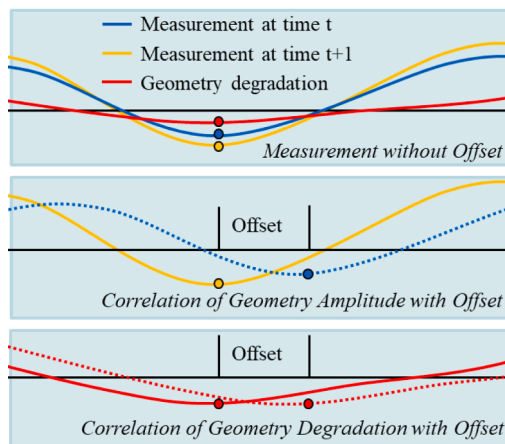 Measurement at time t
Measurement at time t+1
Geometry degradation
Measurement without Offset
Offset
Correlation of Geometry Amplitude with Offset
Offset
Correlation of Geometry Degradation with Offset